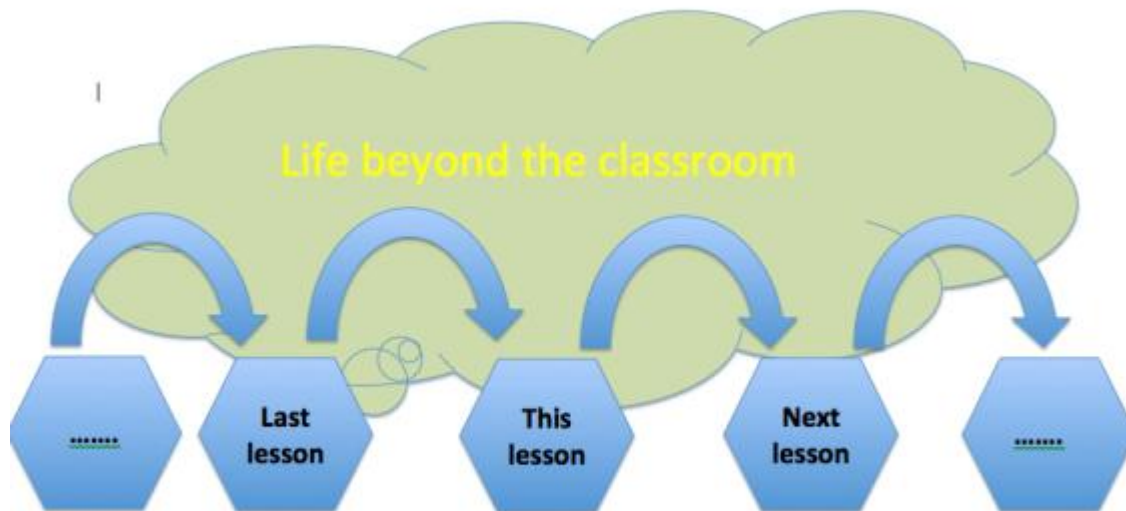 Life beyond the classroom
.......
Last
lesson
This
lesson
Next
lesson
.......